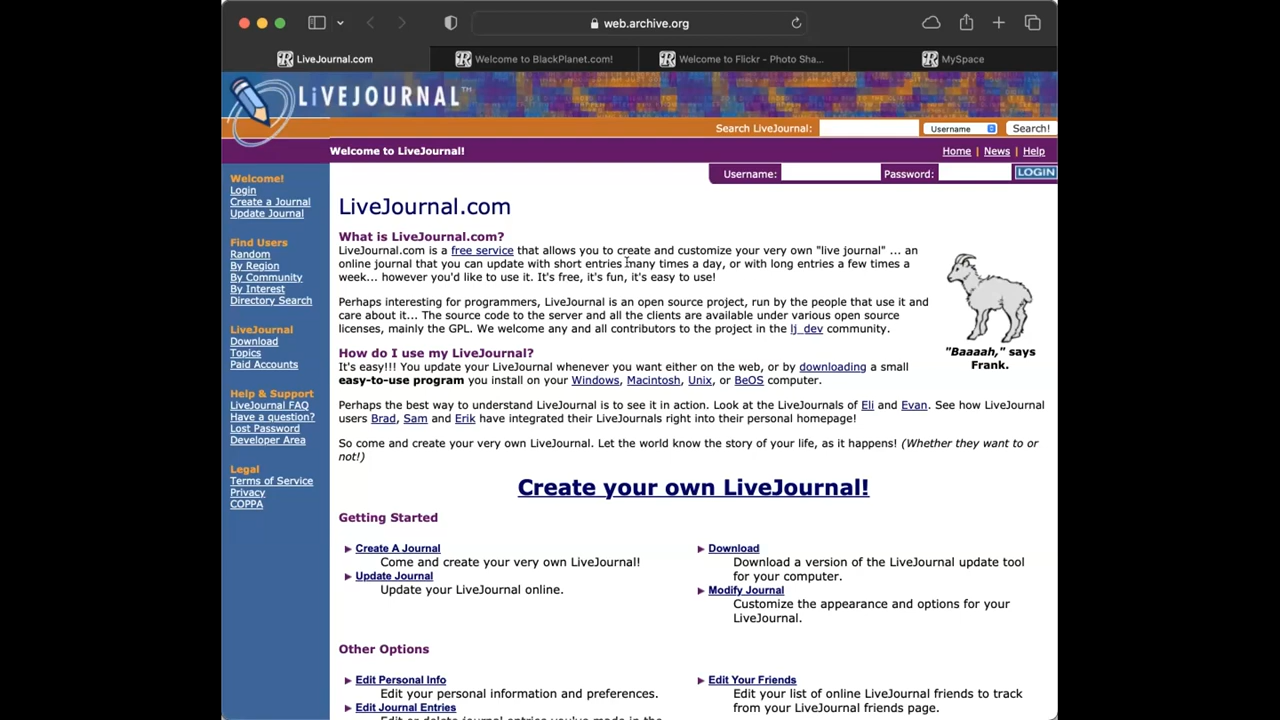 web.archive.org
LiveJournal.com
Welcome to BlackPlanet.com!
Welcome to Flickr - Photo Sha...
MySpace
LiVEJOURNAL™
Search LiveJournal:
Username
Search!
Welcome to LiveJournal!
Home | News | Help
Username:
Password:
LOGIN
Welcome!
Login
Create a Journal
Update Journal
Find Users
Random
By Region
By Community
By Interest
Directory Search
LiveJournal
Download
Topics
Paid Accounts
Help & Support
LiveJournal FAQ
Have a question?
Lost Password
Developer Area
Legal
Terms of Service
Privacy
COPPA
LiveJournal.com
What is LiveJournal.com?
LiveJournal.com is a free service that allows you to create and customize your very own "live journal" ... an
online journal that you can update with short entries many times a day, or with long entries a few times a
week... however you'd like to use it. It's free, it's fun, it's easy to use!
Perhaps interesting for programmers, LiveJournal is an open source project, run by the people that use it and
care about it... The source code to the server and all the clients are available under various open source
licenses, mainly the GPL. We welcome any and all contributors to the project in the lj_dev community.
"Baaaah," says
Frank.
How do I use my LiveJournal?
It's easy!!! You update your LiveJournal whenever you want either on the web, or by downloading a small
easy-to-use program you install on your Windows, Macintosh, Unix, or BeOS computer.
Perhaps the best way to understand LiveJournal is to see it in action. Look at the LiveJournals of Eli and Evan. See how LiveJournal
users Brad, Sam and Erik have integrated their LiveJournals right into their personal homepage!
So come and create your very own LiveJournal. Let the world know the story of your life, as it happens! (Whether they want to or
not!)
Create your own LiveJournal!
Getting Started
Create A Journal
Come and create your very own LiveJournal!
Update Journal
Update your LiveJournal online.
Download
Download a version of the LiveJournal update tool
for your computer.
Modify Journal
Customize the appearance and options for your
LiveJournal.
Other Options
Edit Personal Info
Edit your personal information and preferences.
Edit Journal Entries
Edit or delete journal entries you've made in the
Edit Your Friends
Edit your list of online LiveJournal friends to track
from your LiveJournal friends page.